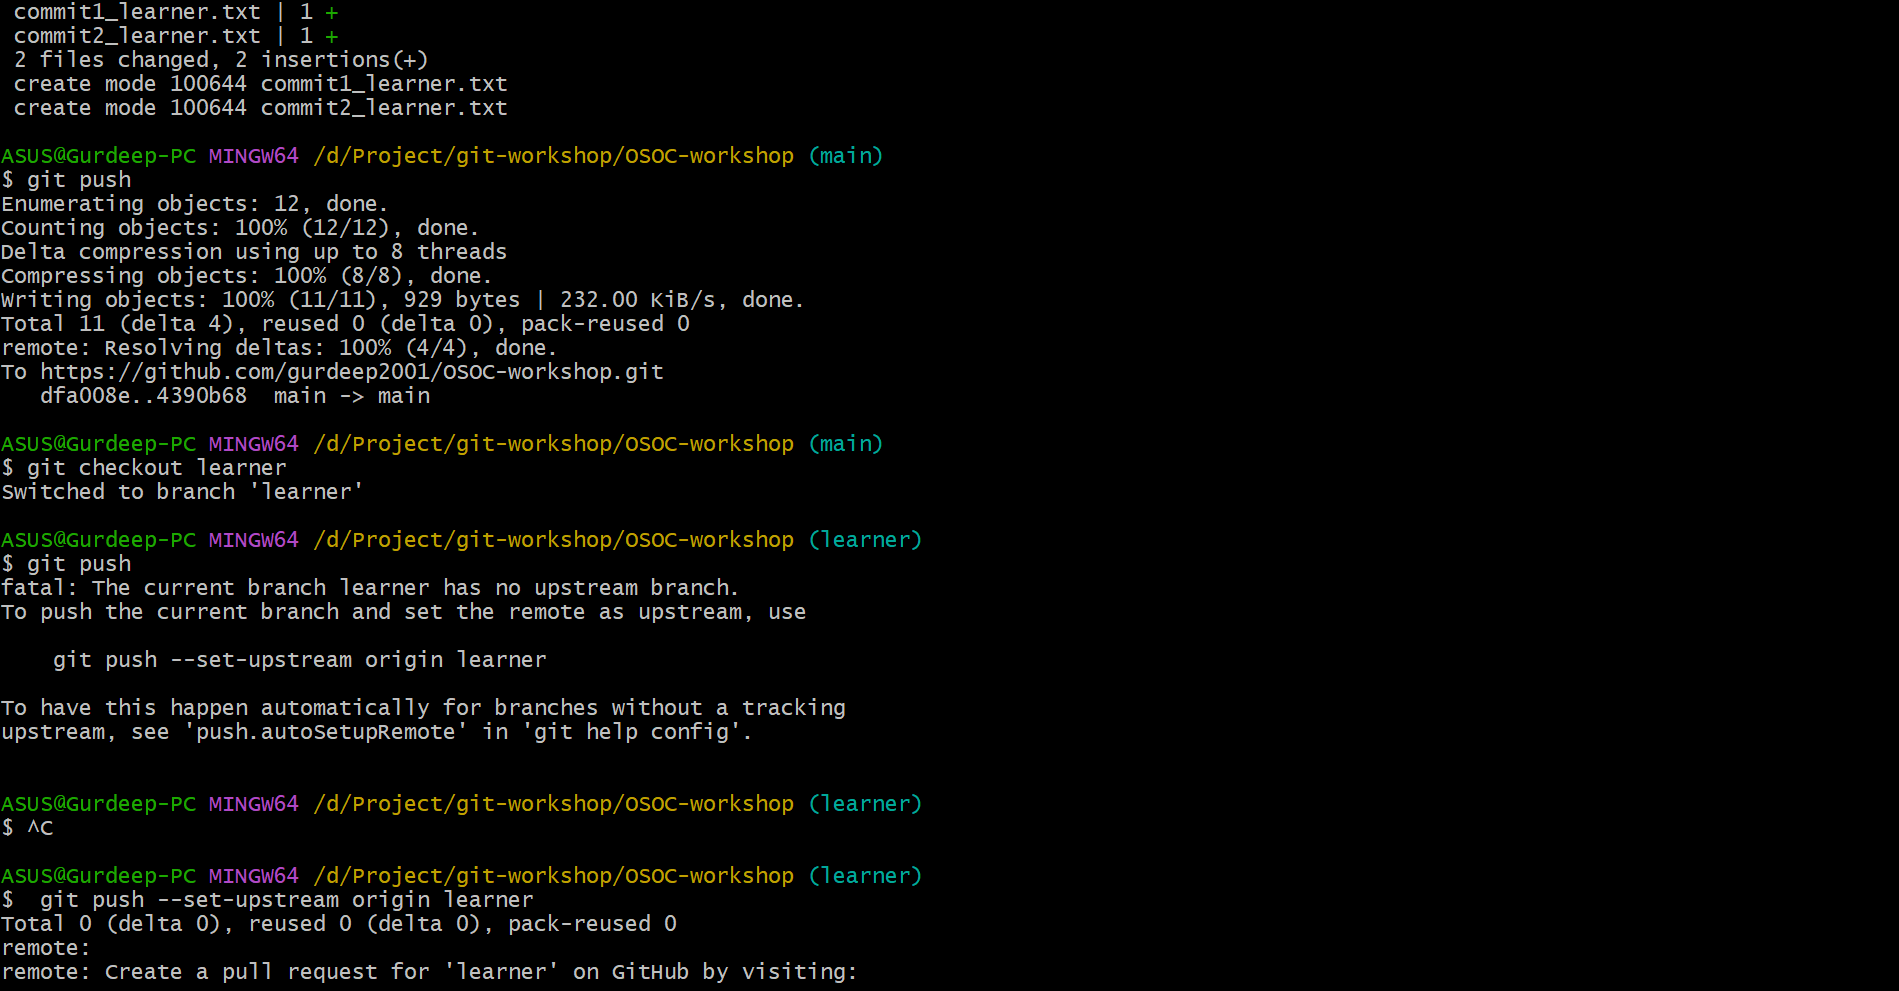 commit1_learner.txt | 1 +
commit2_learner.txt | 1 +
2 files changed, 2 insertions(+)
create mode 100644 commit1_learner.txt
create mode 100644 commit2_learner.txt
ASUS@Gurdeep-PC MINGW64 /d/Project/git-workshop/OSOC-workshop (main)
$ git push
Enumerating objects: 12, done.
Counting objects: 100% (12/12), done.
Delta compression using up to 8 threads
Compressing objects: 100% (8/8), done.
Writing objects: 100% (11/11), 929 bytes | 232.00 KiB/s, done.
Total 11 (delta 4), reused 0 (delta 0), pack-reused 0
remote: Resolving deltas: 100% (4/4), done.
To https://github.com/gurdeep2001/OSOC-workshop.git
dfa008e..4390b68  main -> main
ASUS@Gurdeep-PC MINGW64 /d/Project/git-workshop/OSOC-workshop (main)
$ git checkout learner
Switched to branch 'learner'
ASUS@Gurdeep-PC MINGW64 /d/Project/git-workshop/OSOC-workshop (learner)
$ git push
fatal: The current branch learner has no upstream branch.
To push the current branch and set the remote as upstream, use
git push --set-upstream origin learner
To have this happen automatically for branches without a tracking
upstream, see 'push.autoSetupRemote' in 'git help config'.
ASUS@Gurdeep-PC MINGW64 /d/Project/git-workshop/OSOC-workshop (learner)
$ ^C
ASUS@Gurdeep-PC MINGW64 /d/Project/git-workshop/OSOC-workshop (learner)
$  git push --set-upstream origin learner
Total 0 (delta 0), reused 0 (delta 0), pack-reused 0
remote:
remote: Create a pull request for 'learner' on GitHub by visiting: